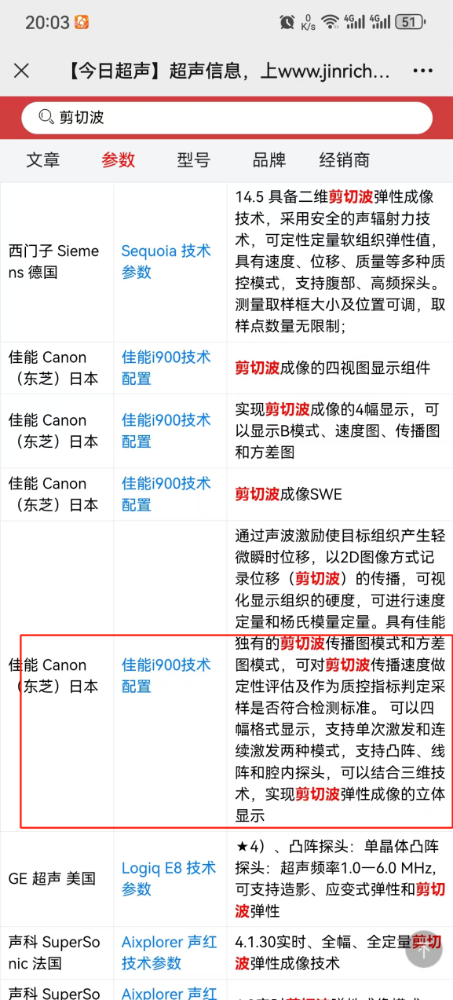 20:03
0
K/s
4G
4G
51
【今日超声】超声信息，上www.jinrich...
剪切波
文章 参数 型号 品牌 经销商
西门子 Sieme
ns 德国
Sequoia 技术
参数
14.5 具备二维剪切波弹性成像
技术，采用安全的声辐射力技
术，可定性定量软组织弹性值，
具有速度、位移、质量等多种质
控模式，支持腹部、高频探头。
测量取样框大小及位置可调，取
样点数量无限制；
佳能 Canon
（东芝）日本
佳能i900技术
配置
剪切波成像的四视图显示组件
佳能 Canon
（东芝）日本
佳能i900技术
配置
实现剪切波成像的4幅显示，可
以显示B模式、速度图、传播图
和方差图
佳能 Canon
（东芝）日本
佳能i900技术
配置
剪切波成像SWE
佳能 Canon
（东芝）日本
佳能i900技术
配置
通过声波激励使目标组织产生轻
微瞬时位移，以2D图像方式记
录位移（剪切波）的传播，可视
化显示组织的硬度，可进行速度
定量和杨氏模量定量。具有佳能
独有的剪切波传播图模式和方差
图模式，可对剪切波传播速度做
定性评估及作为质控指标判定采
样是否符合检测标准。 可以四
幅格式显示，支持单次激发和连
续激发两种模式，支持凸阵、线
阵和腔内探头，可以结合三维技
术，实现剪切波弹性成像的立体
显示
GE 超声 美国
Logiq E8 技术
参数
★4）、凸阵探头：单晶体凸阵
探头：超声频率1.0一6.0 MHz，
可支持造影、应变式弹性和剪切
波弹性
声科 SuperSo
nic 法国
Aixplorer 声红
技术参数
4.1.30实时、全幅、全定量剪切
波弹性成像技术
声科 SuperSo
Aixplorer 声红